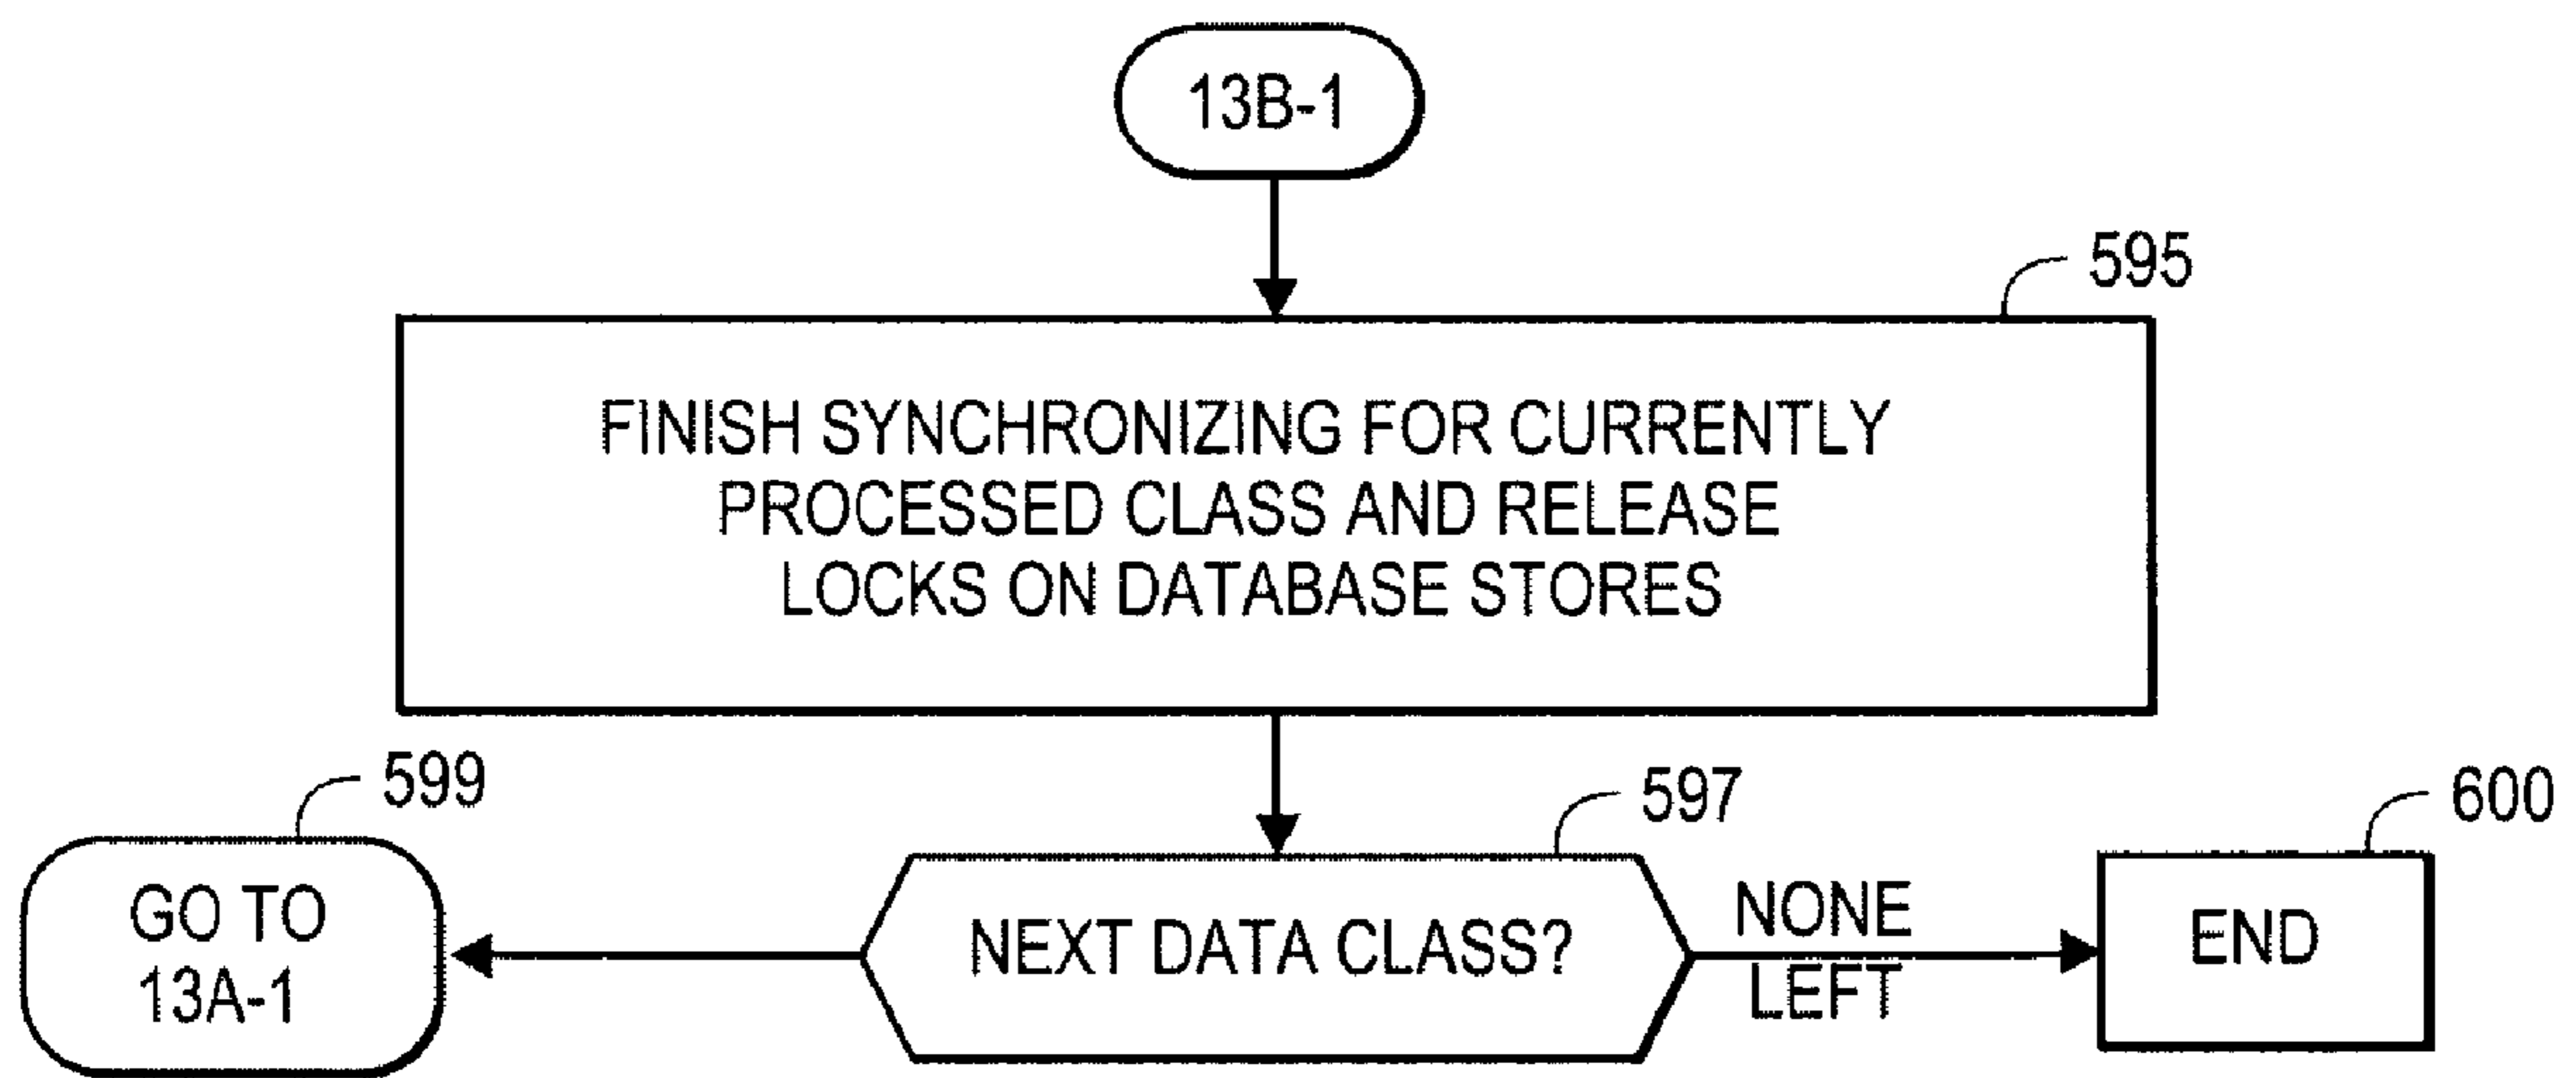 13B-1
595
FINISH SYNCHRONIZING FOR CURRENTLY
PROCESSED CLASS AND RELEASE
LOCKS ON DATABASE STORES
599
597
600
GO TO
13A-1
NEXT DATA CLASS?
NONE
LEFT
END